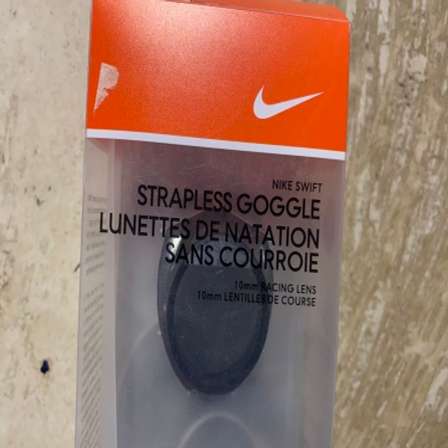 NIKE SWIFT
STRAPLESS GOGGLE
LUNETTES DE NATATION
SANS COURROIE
10mm RACING LENS
10mm LENTILLE DE COURSE